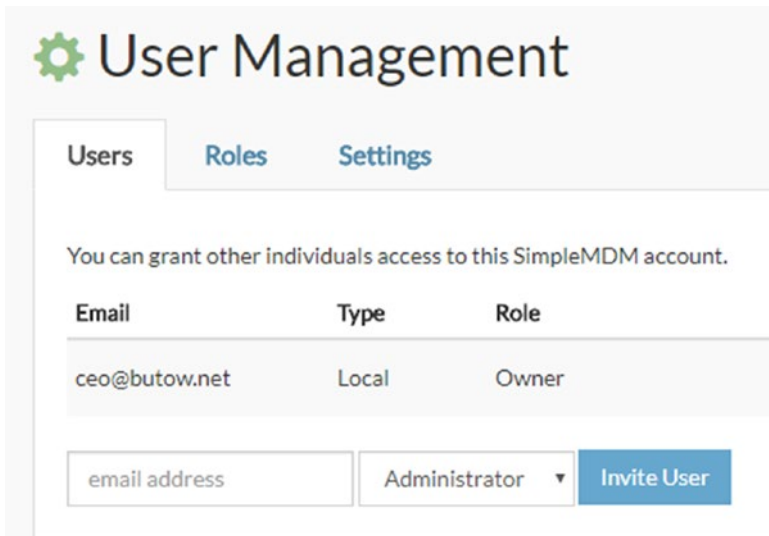 User Management
Users Roles Settings
You can grant other individuals access to this SimpleMDM account.
Email Type Role
ceo@butow.net Local Owner
email address Administrator Invite User